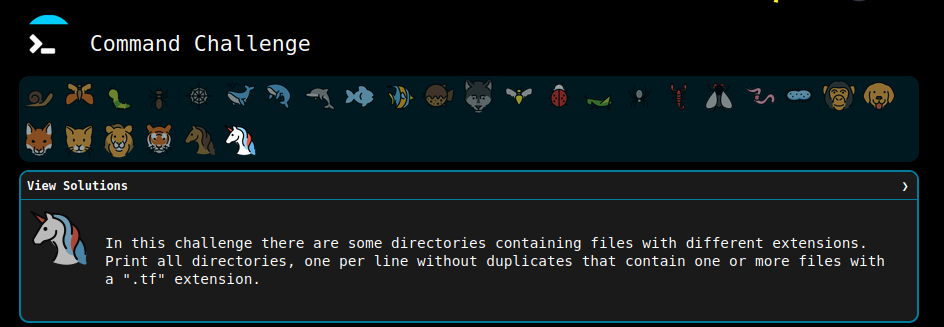 Command Challenge
View Solutions
In this challenge there are some directories containing files with different extensions.
Print all directories, one per line without duplicates that contain one or more files with
a ".tf" extension.